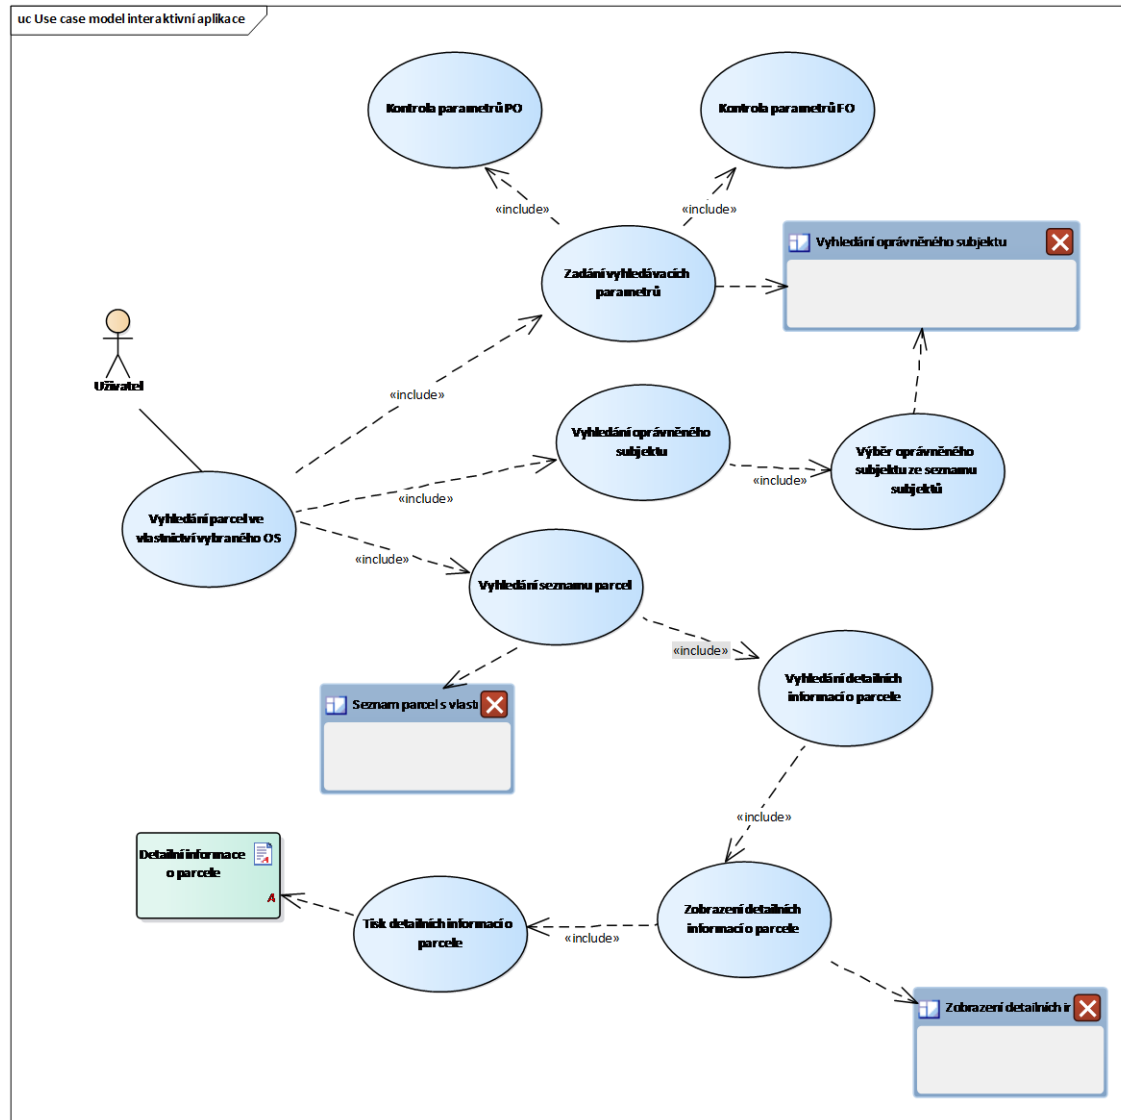 uc Use case model interaktivní aplikace
Kontrola parametrů PO
Kontrola parametrů FO
«include»
«include»
Zadání vyhledávacích
parametrů
Vyhledání oprávněného subjektu
Uživatel
«include»
Vyhledání oprávněného
subjektu
Výběr oprávněného
subjektu ze seznamu
subjektů
«include»
«include»
Vyhledání parcel ve
vlastnictví vybraného OS
«include»
Vyhledání seznamu parcel
«include»
Vyhledání detailních
informací o parcele
Seznam parcel s vlast
«include»
Detailní informace
o parcele
A
Tisk detailních informací o
parcele
«include»
Zobrazení detailních
informací o parcele
Zobrazení detailních ir